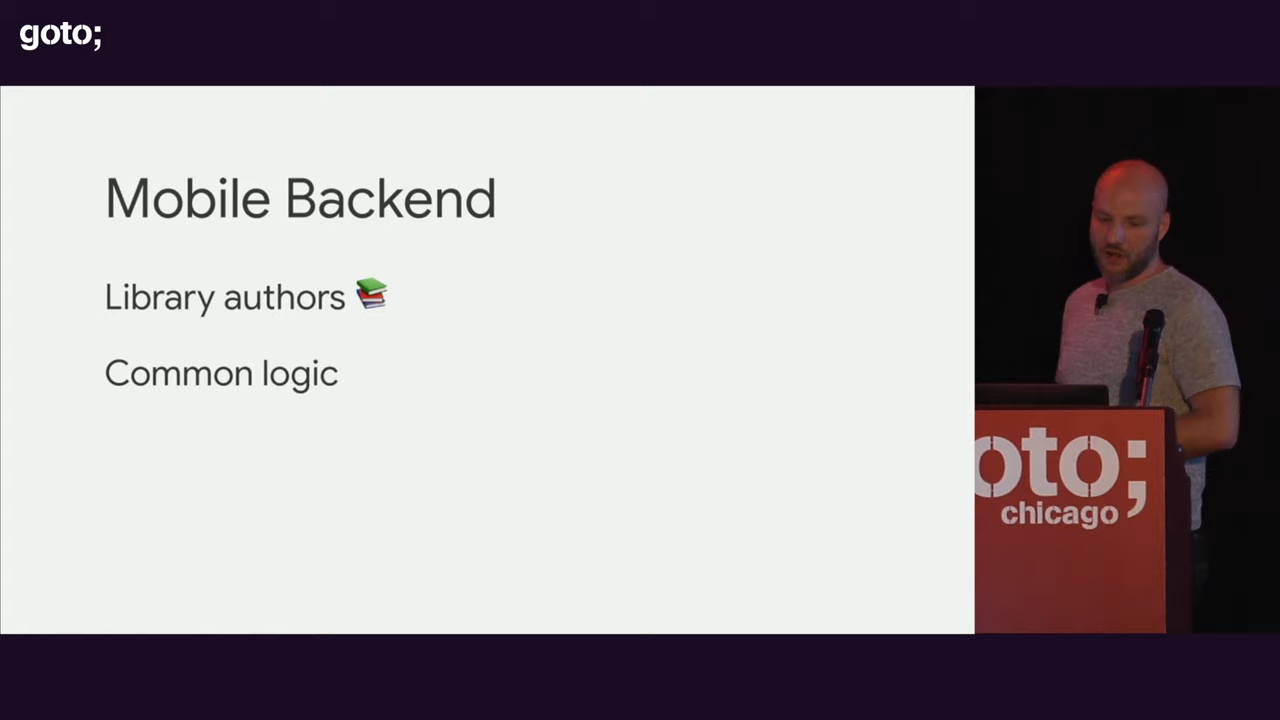 goto;
Mobile Backend
Library authors 📚
Common logic
oto;
chicago